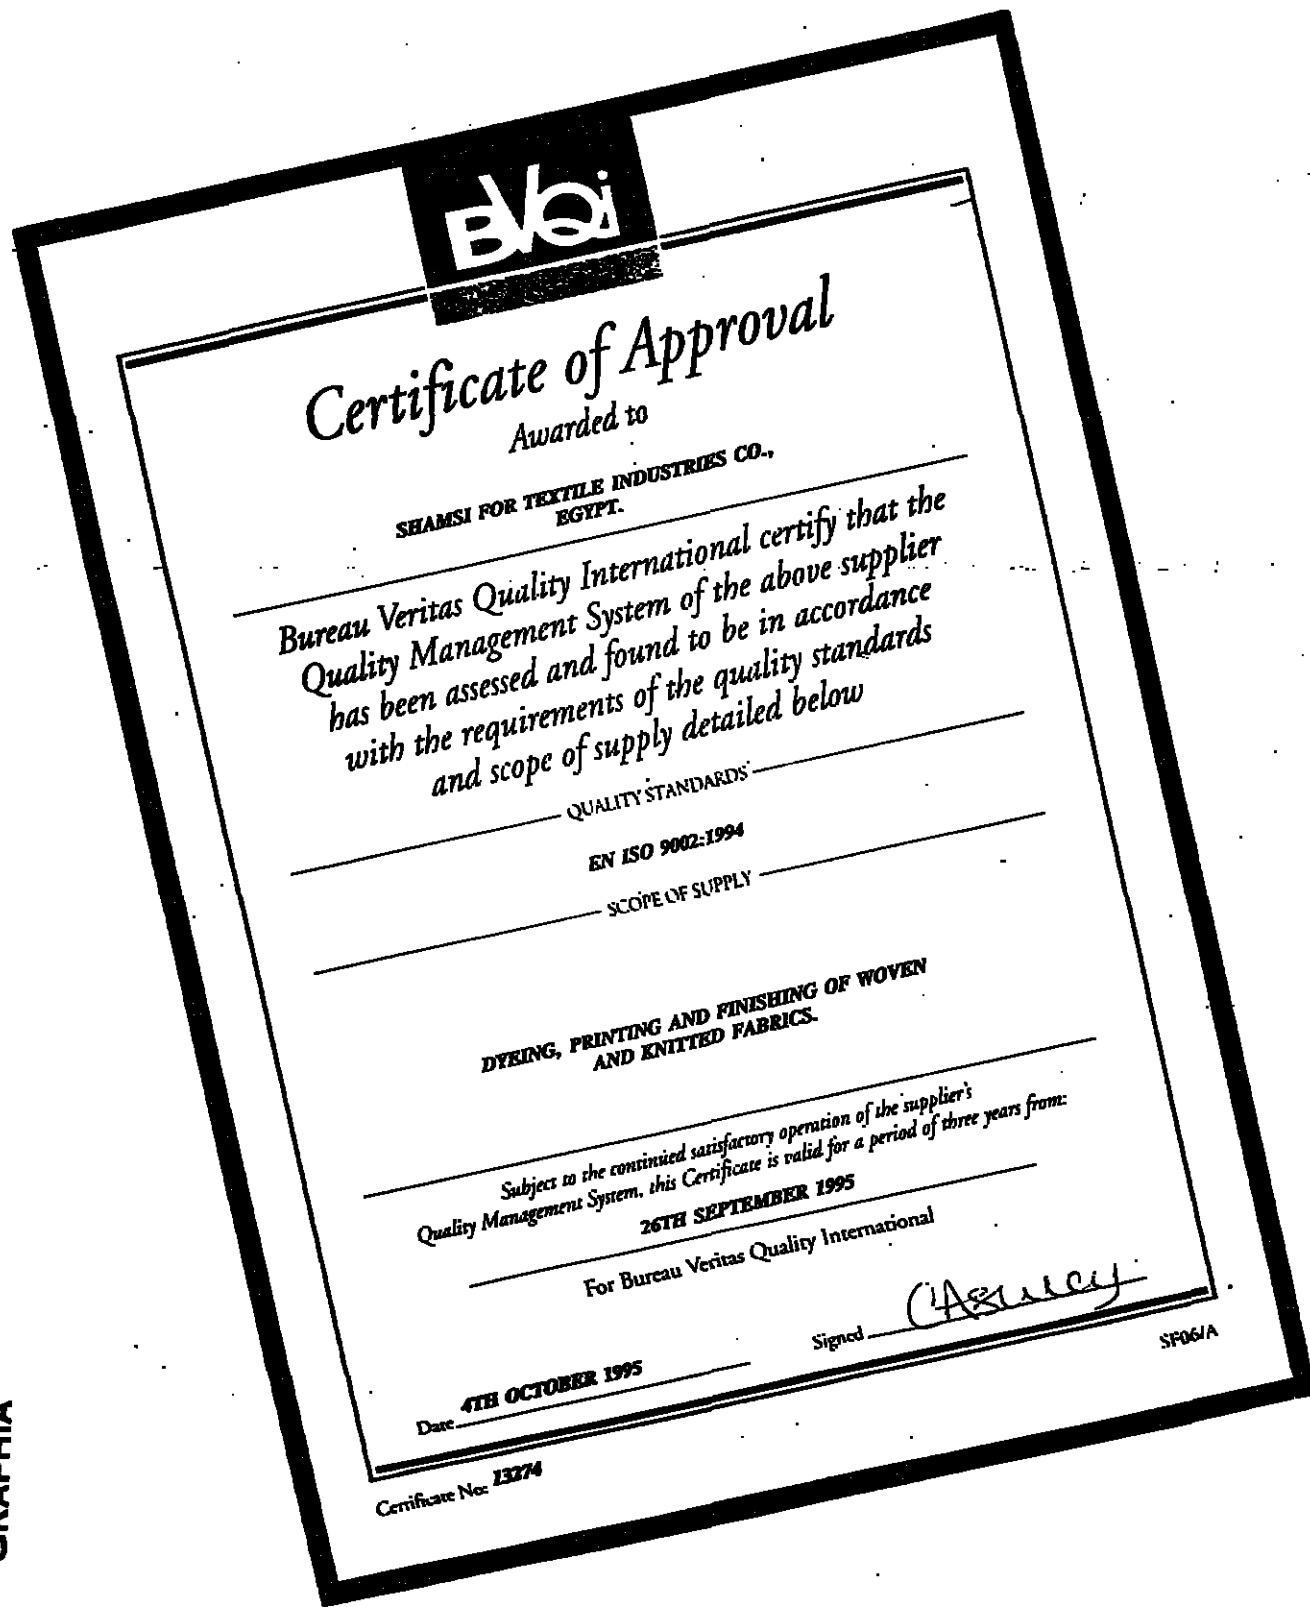 BVQi
Certificate of Approval
Awarded to
SHAMSI FOR TEXTILE INDUSTRIES CO.,
EGYPT.
Bureau Veritas Quality International certify that the
Quality Management System of the above supplier
has been assessed and found to be in accordance
with the requirements of the quality standards
and scope of supply detailed below
QUALITY STANDARDS
EN ISO 9002:1994
SCOPE OF SUPPLY
DYEING, PRINTING AND FINISHING OF WOVEN
AND KNITTED FABRICS.
Subject to the continued satisfactory operation of the supplier's
Quality Management System, this Certificate is valid for a period of three years from:
26TH SEPTEMBER 1995
For Bureau Veritas Quality International
Signed
Date 4TH OCTOBER 1995
SF06/A
Certificate No: 13274
GRAPHIA